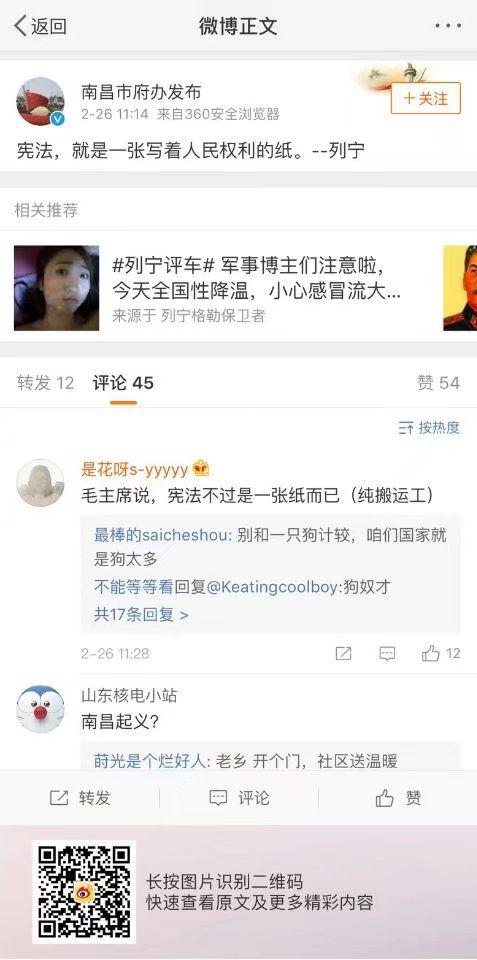 返回
微博正文
南昌市府办发布
2-26 11:14 来自360安全浏览器
+关注
宪法，就是一张写着人民权利的纸。--列宁
相关推荐
#列宁评车# 军事博主们注意啦，
今天全国性降温，小心感冒流大...
来源于 列宁格勒保卫者
转发 12 评论 45 赞 54
按热度
是花呀s-yyyyy
毛主席说，宪法不过是一张纸而已（纯搬运工）
最棒的saicheshou: 别和一只狗计较，咱们国家就
是狗太多
不能等等看回复@Keatingcoolboy:狗奴才
共17条回复 >
2-26 11:28
12
山东核电小站
南昌起义？
莳光是个烂好人: 老乡 开个门，社区送温暖
转发 评论 赞
长按图片识别二维码
快速查看原文及更多精彩内容